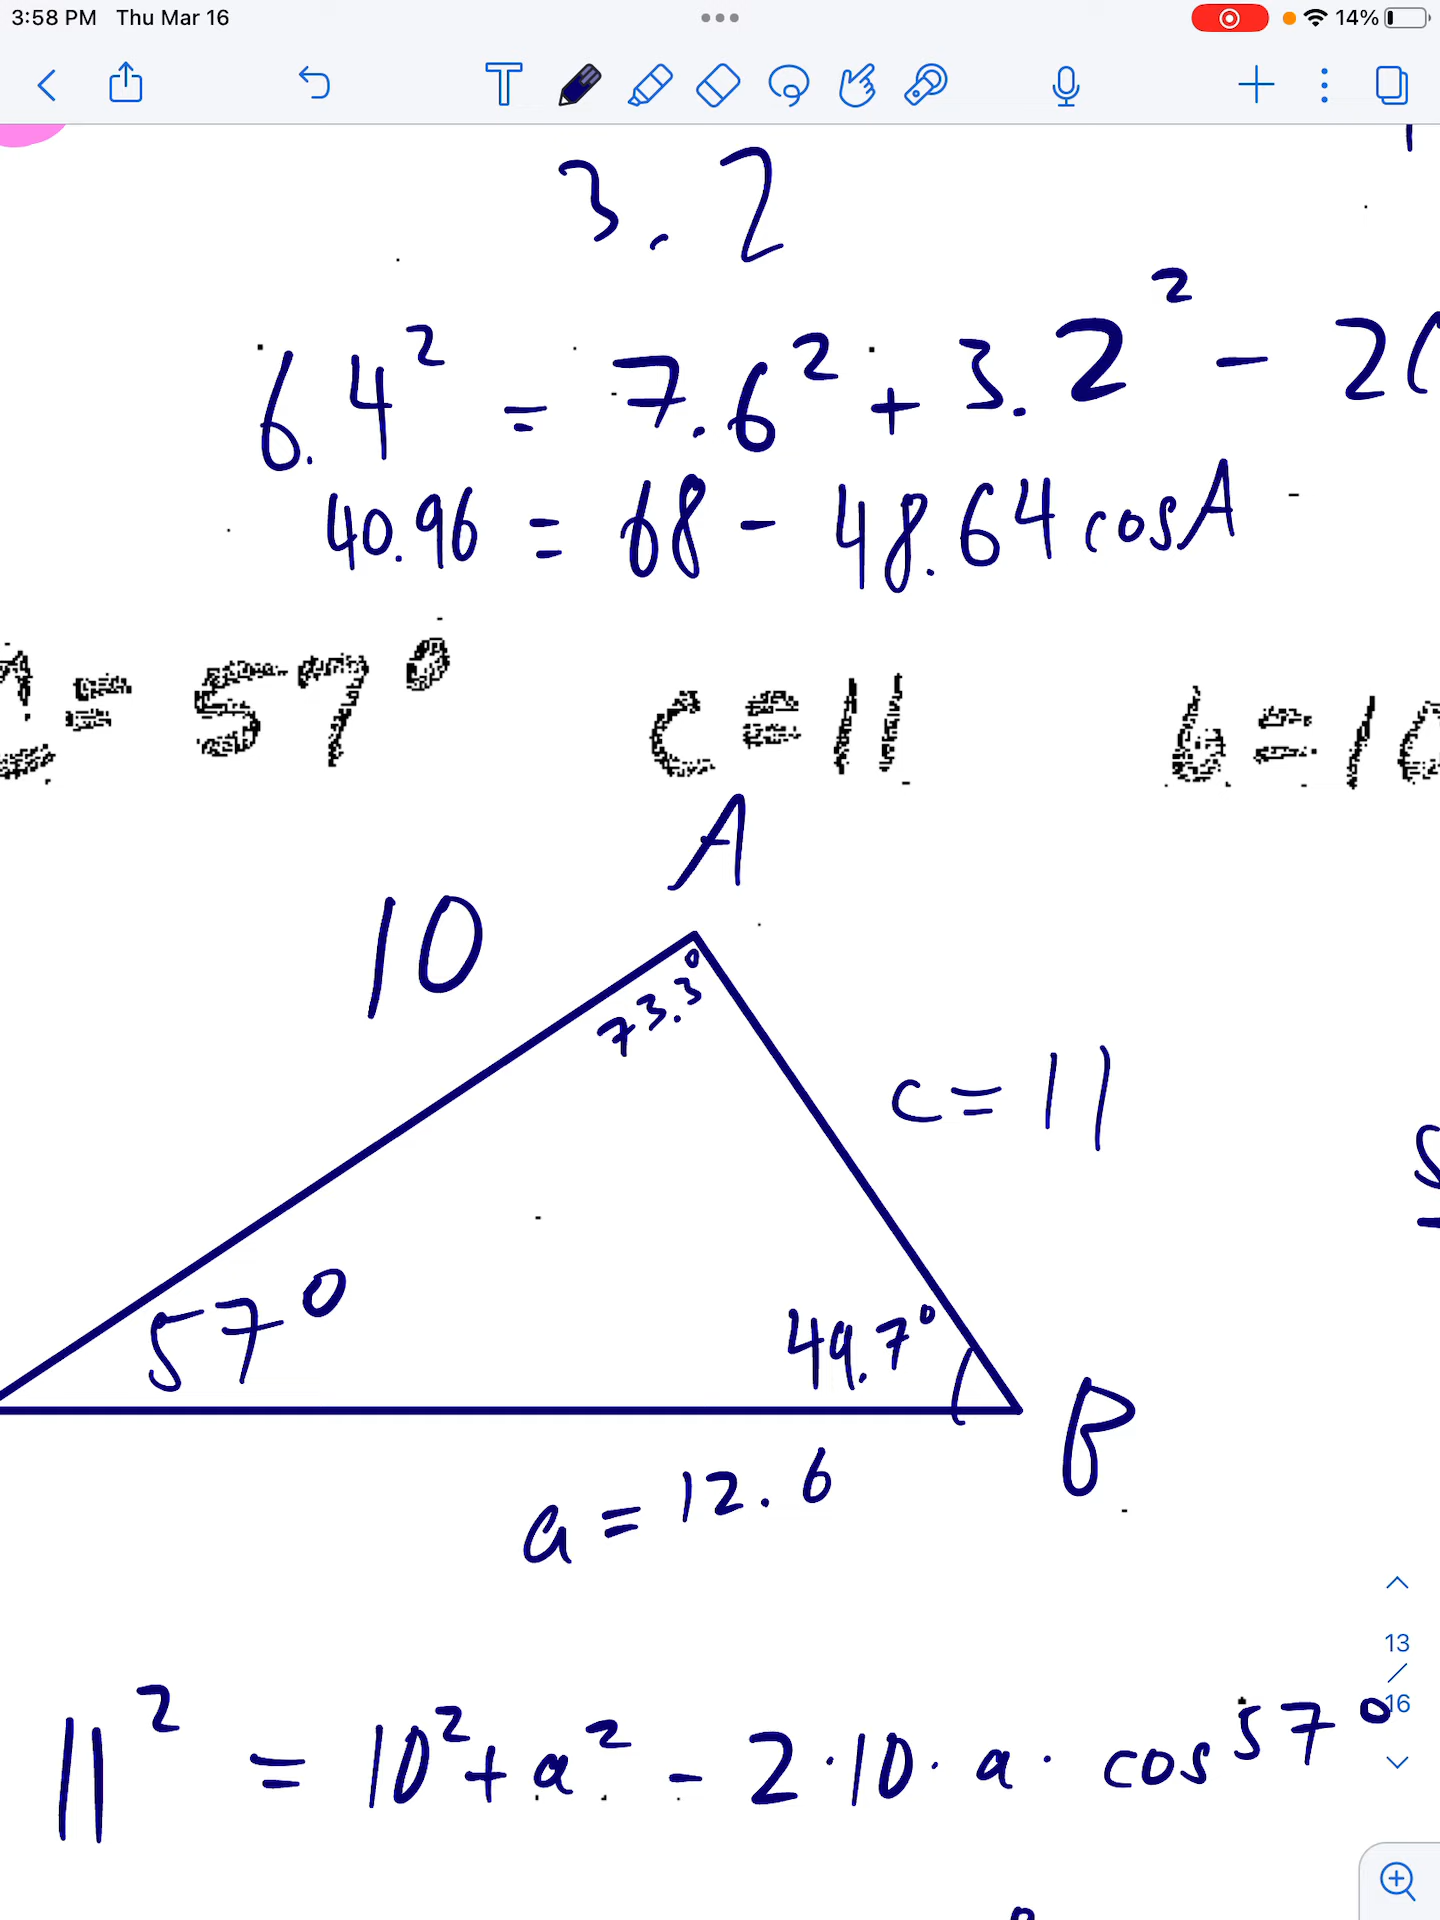 3:58 PM Thu Mar 16
14%
T
3.2
6.4² = 7.6² + 3.2² - 2(
40.96 = 68 - 48.64 cosA
= 57° c=11 b=10
A
10
73.3°
c=11
57°
49.7°
B
a = 12.6
13
/
16
11² = 10² + a² - 2·10·a·cos57°